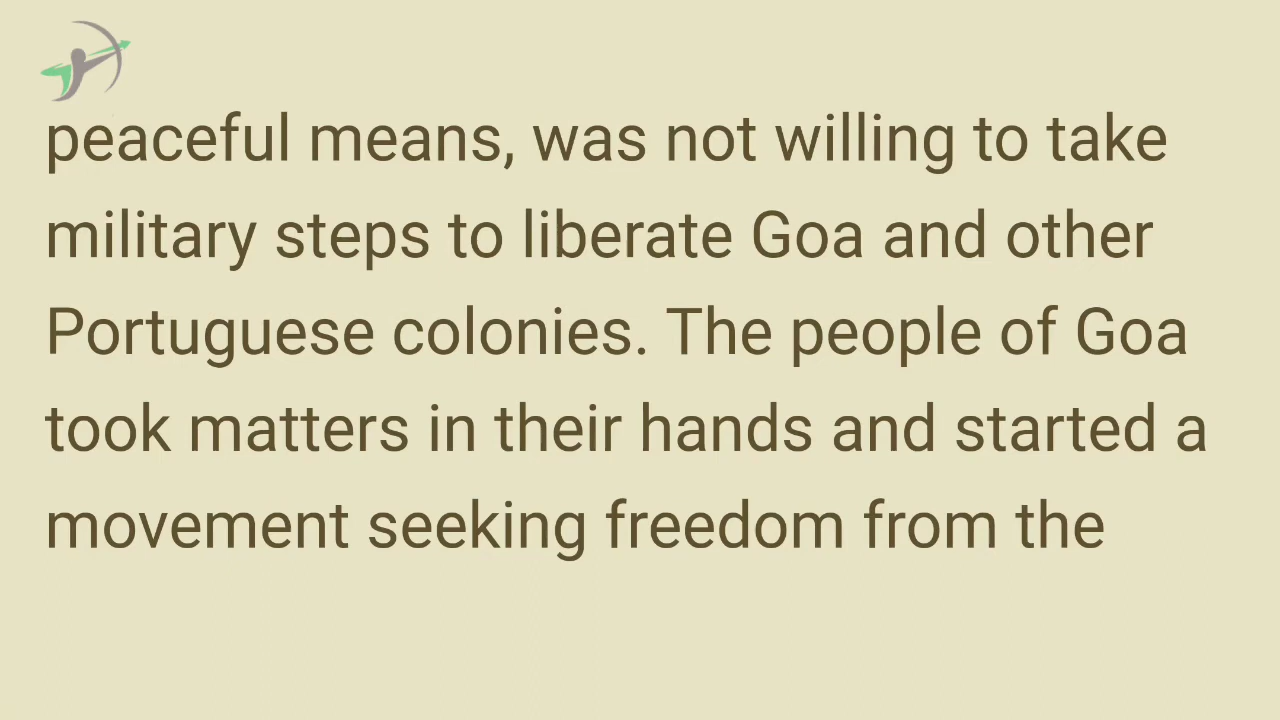 peaceful means, was not willing to take
military steps to liberate Goa and other
Portuguese colonies. The people of Goa
took matters in their hands and started a
movement seeking freedom from the